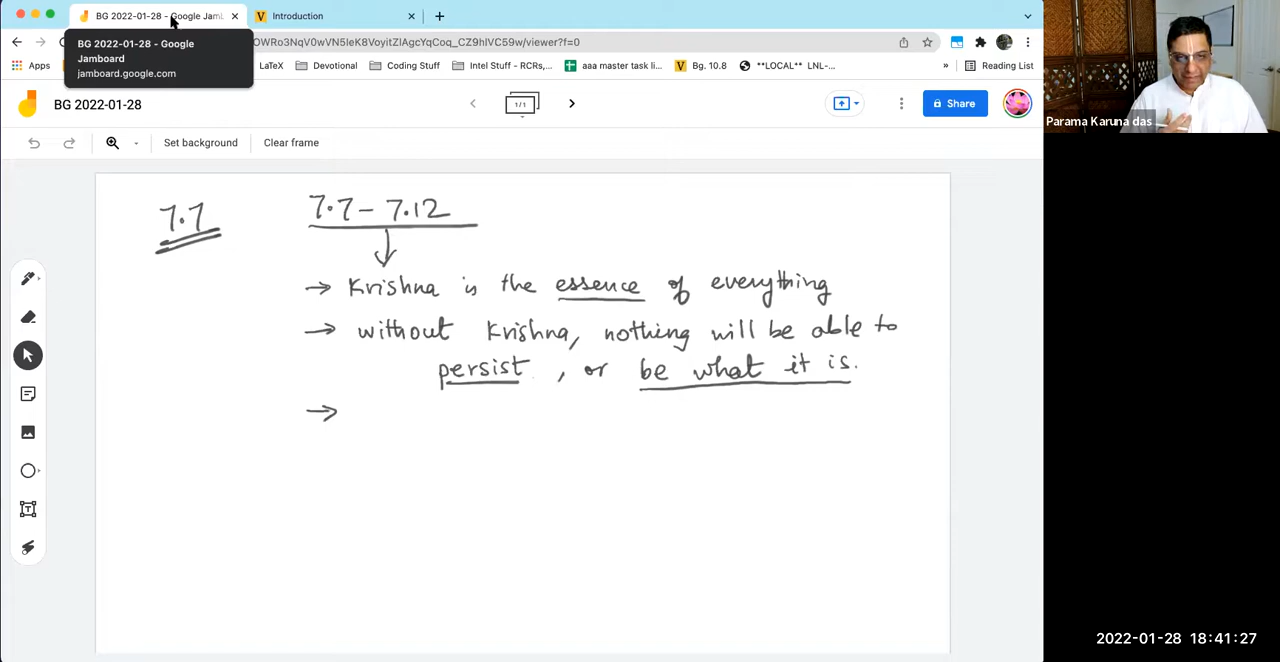 BG 2022-01-28 - Google Jam
Introduction
BG 2022-01-28 - Google
Jamboard
jamboard.google.com
OWRo3NqV0wVN5leK8VoyitZlAgcYqCoq_CZ9hlVC59w/viewer?f=0
Apps
LaTeX
Devotional
Coding Stuff
Intel Stuff - RCRs,...
aaa master task li...
Bg. 10.8
**LOCAL** LNL-...
»
Reading List
BG 2022-01-28
1/1
Share
Set background
Clear frame
Parama Karuna das
7.7
7.7 - 7.12
→ Krishna is the essence of everything
→ without Krishna, nothing will be able to
persist, or be what it is.
→
2022-01-28 18:41:27